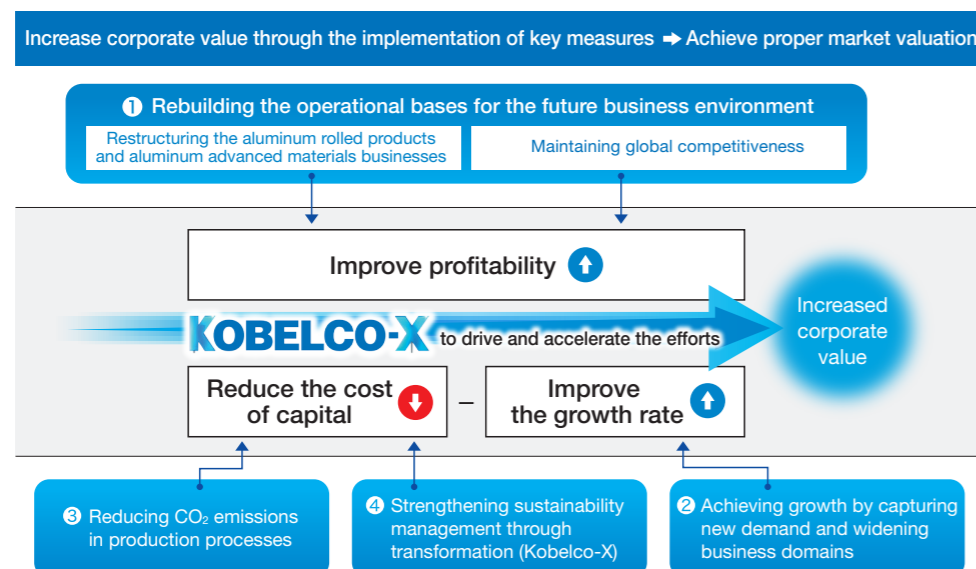 Increase corporate value through the implementation of key measures ➡ Achieve proper market valuation
❶ Rebuilding the operational bases for the future business environment
Restructuring the aluminum rolled products
and aluminum advanced materials businesses
Maintaining global competitiveness
Improve profitability
KOBELCO-X to drive and accelerate the efforts
Increased
corporate
value
Reduce the cost
of capital
–
Improve
the growth rate
❸ Reducing CO₂ emissions
in production processes
❹ Strengthening sustainability
management through
transformation (Kobelco-X)
❷ Achieving growth by capturing
new demand and widening
business domains